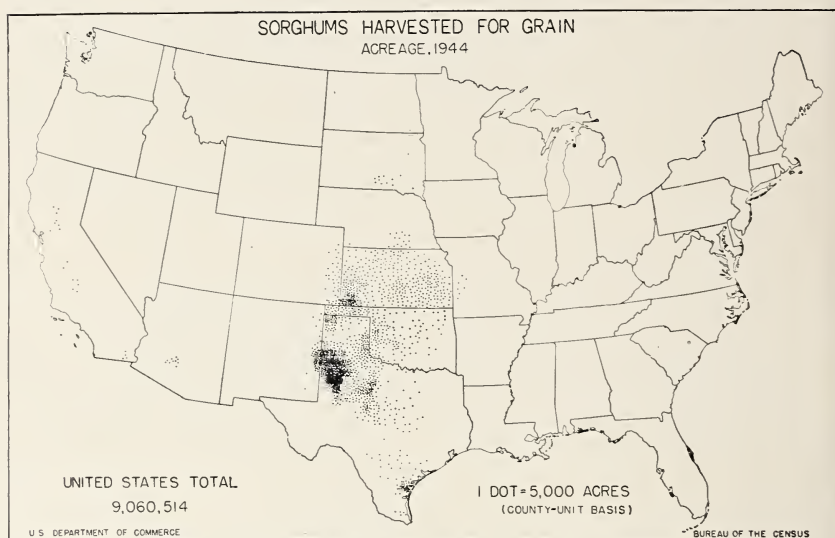 SORGHUMS HARVESTED FOR GRAIN
ACREAGE, 1944
UNITED STATES TOTAL
9,060,514
1 DOT = 5,000 ACRES
(COUNTY-UNIT BASIS)
U S DEPARTMENT OF COMMERCE
BUREAU OF THE CENSUS